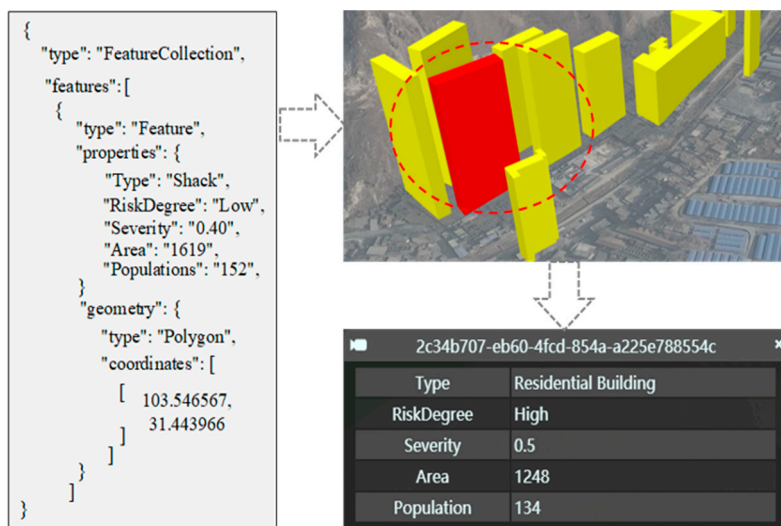 {
"type": "FeatureCollection",
"features": [
{
"type": "Feature",
"properties": {
"Type": "Shack",
"RiskDegree": "Low",
"Severity": "0.40",
"Area": "1619",
"Populations": "152",
}
"geometry": {
"type": "Polygon",
"coordinates": [
[ 103.546567,
31.443966
]
]
}
]
}
2c34b707-eb60-4fcd-854a-a225e788554c ×
Type Residential Building
RiskDegree High
Severity 0.5
Area 1248
Population 134